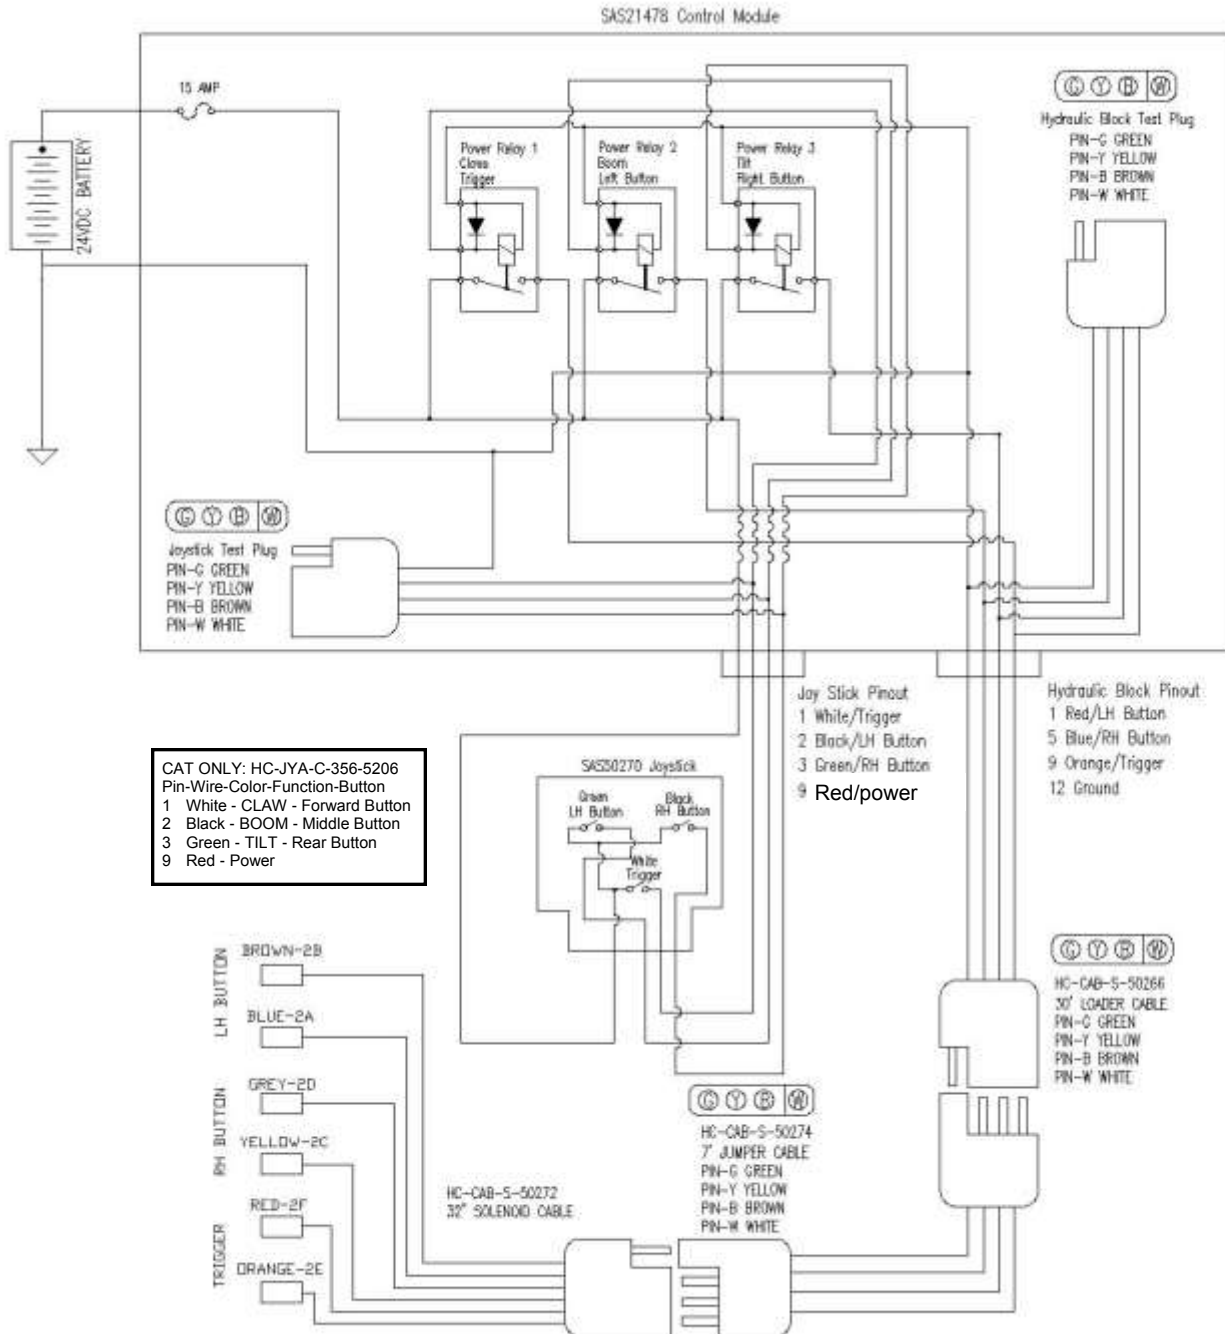 SAS21478 Control Module
15 AMP
24VDC BATTERY
Power Relay 1
Claws
Trigger
Power Relay 2
Boom
Left Button
Power Relay 3
Tilt
Right Button
G Y B W
Hydraulic Block Test Plug
PIN-G GREEN
PIN-Y YELLOW
PIN-B BROWN
PIN-W WHITE
G Y B W
Joystick Test Plug
PIN-G GREEN
PIN-Y YELLOW
PIN-B BROWN
PIN-W WHITE
Joy Stick Pinout
1 White/Trigger
2 Black/LH Button
3 Green/RH Button
9 Red/power
Hydraulic Block Pinout
1 Red/LH Button
5 Blue/RH Button
9 Orange/Trigger
12 Ground
CAT ONLY: HC-JYA-C-356-5206
Pin-Wire-Color-Function-Button
1 White - CLAW - Forward Button
2 Black - BOOM - Middle Button
3 Green - TILT - Rear Button
9 Red - Power
SAS50270 Joystick
Green
LH Button
Black
RH Button
White
Trigger
LH BUTTON
BROWN-2B
BLUE-2A
RH BUTTON
GREY-2D
YELLOW-2C
TRIGGER
RED-2F
ORANGE-2E
HC-CAB-S-50272
32" SOLENOID CABLE
G Y B W
HC-CAB-S-50274
7' JUMPER CABLE
PIN-G GREEN
PIN-Y YELLOW
PIN-B BROWN
PIN-W WHITE
G Y B W
HC-CAB-S-50266
30' LOADER CABLE
PIN-G GREEN
PIN-Y YELLOW
PIN-B BROWN
PIN-W WHITE